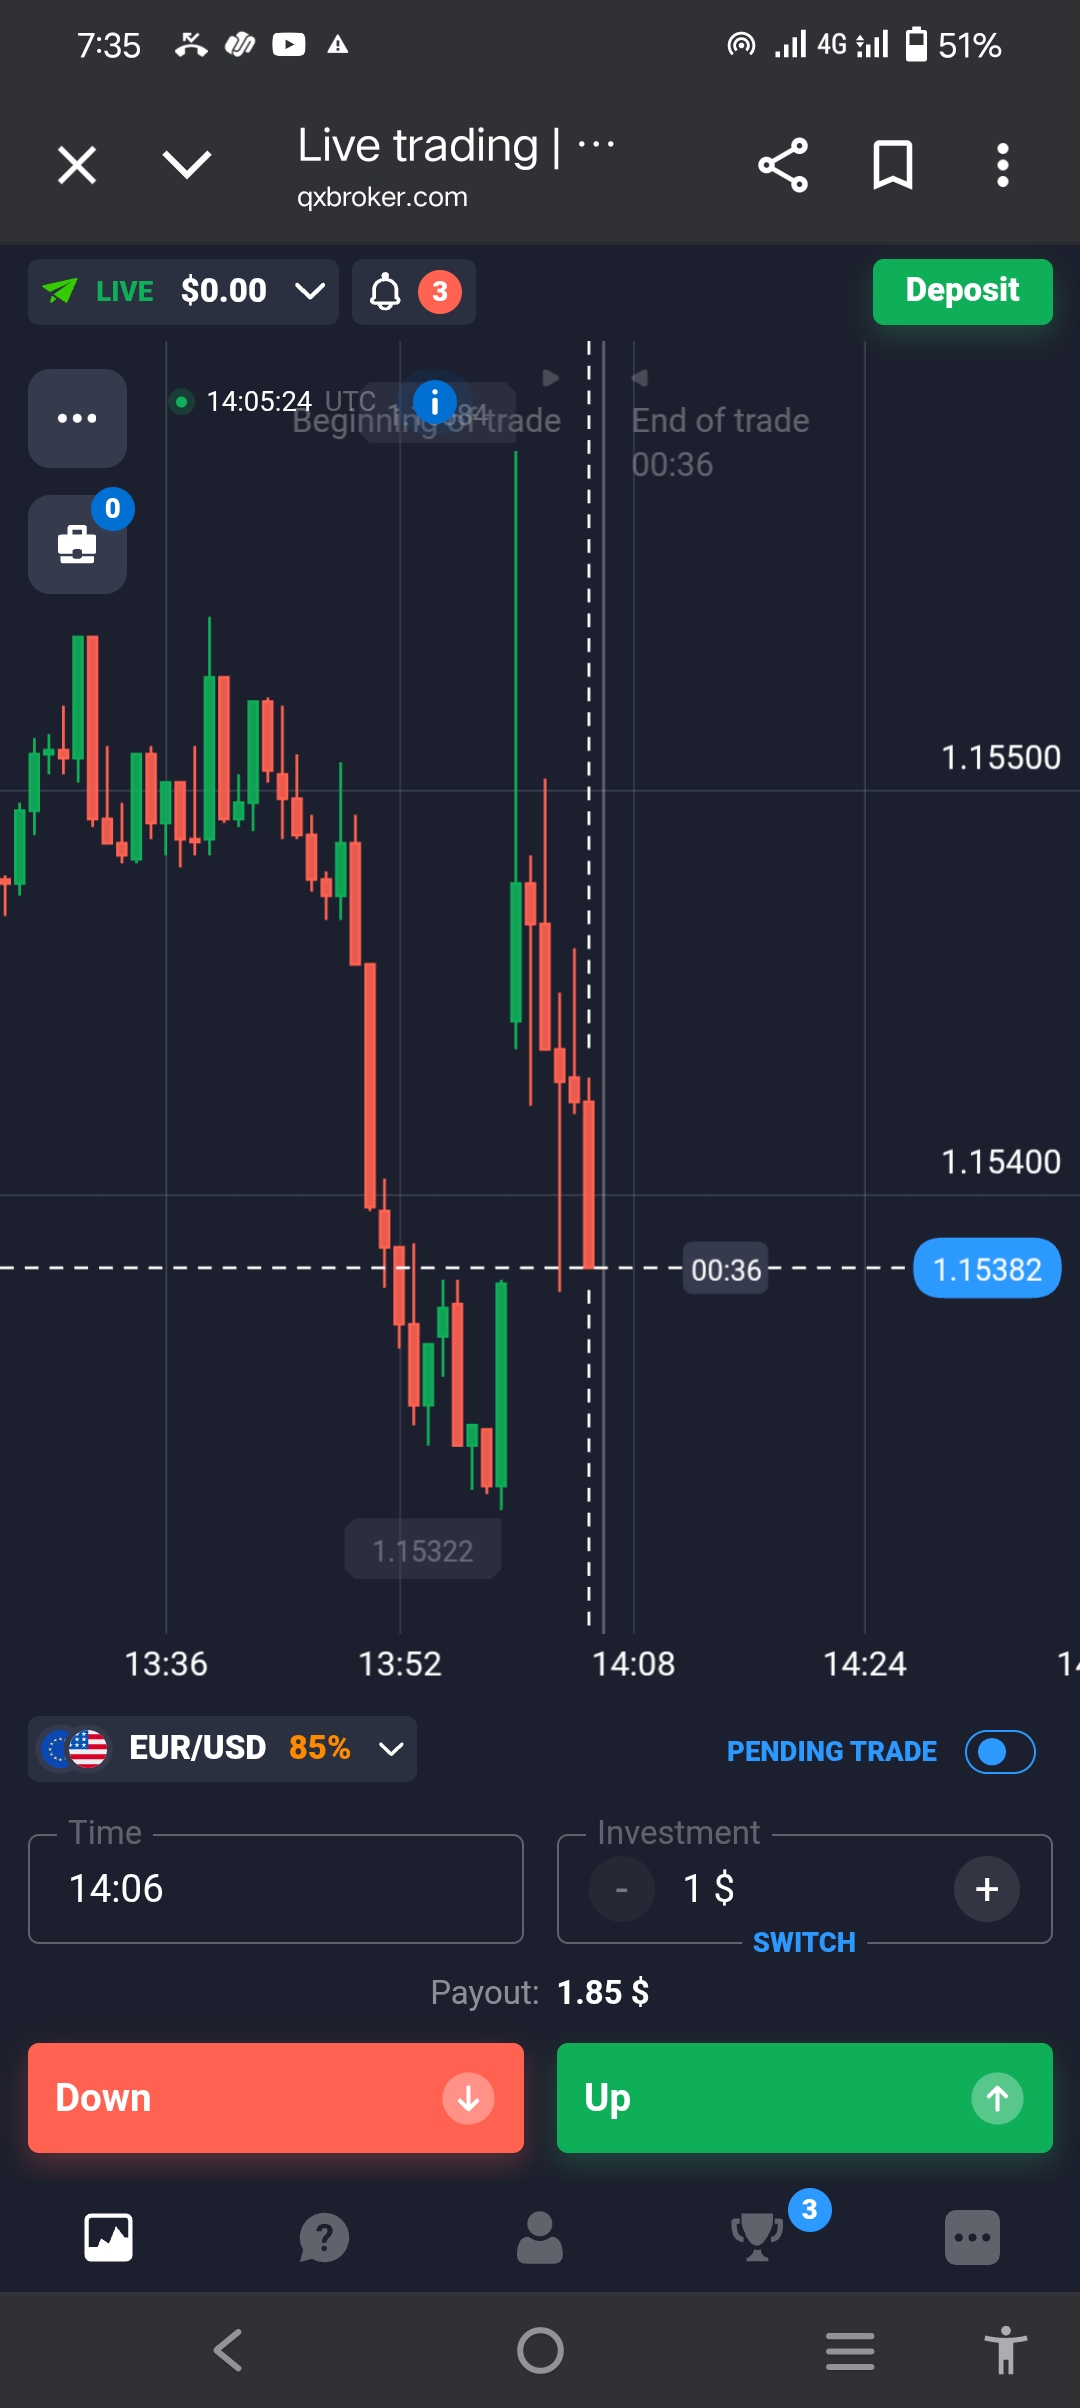 7:35
4G
51%
Live trading | ···
qxbroker.com
LIVE $0.00
3
Deposit
14:05:24 UTC
Beginning of trade
End of trade
00:36
0
1.15500
1.15400
00:36
1.15382
1.15322
13:36 13:52 14:08 14:24
EUR/USD 85%
PENDING TRADE
Time
14:06
Investment
- 1 $ +
SWITCH
Payout: 1.85 $
Down
Up
3